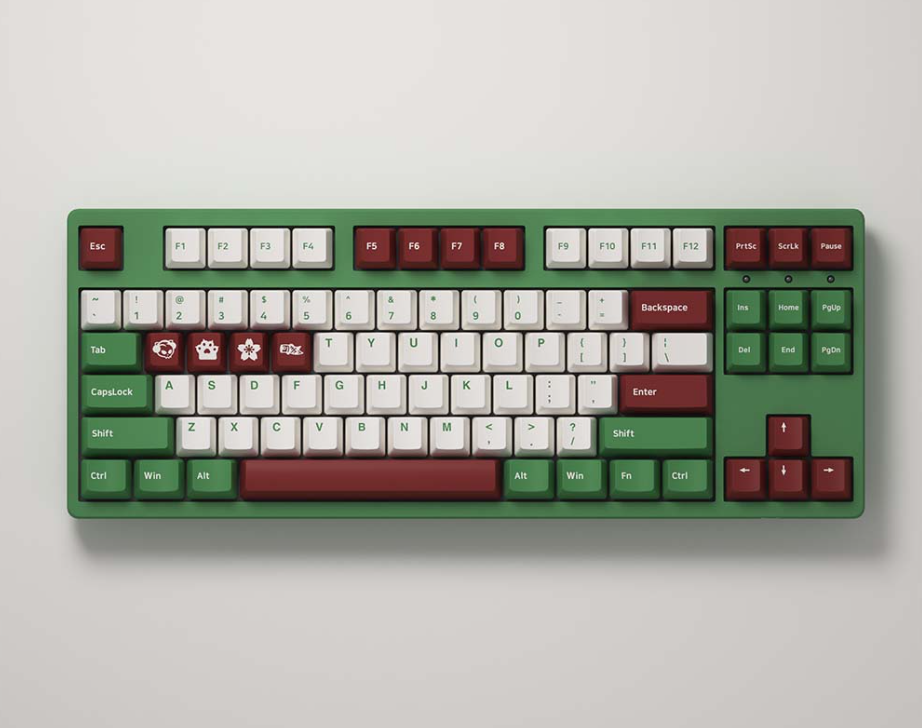 Esc F1 F2 F3 F4 F5 F6 F7 F8 F9 F10 F11 F12 PrtSc ScrLk Pause
~ ! @ # $ % ^ & * ( ) _ +
` 1 2 3 4 5 6 7 8 9 0 - = Backspace Ins Home PgUp
Tab T Y U I O P { [ } ] ¦ \ Del End PgDn
CapsLock A S D F G H J K L : ; " , Enter
Shift Z X C V B N M < , > . ? / Shift ↑
Ctrl Win Alt Alt Win Fn Ctrl ← ↓ →